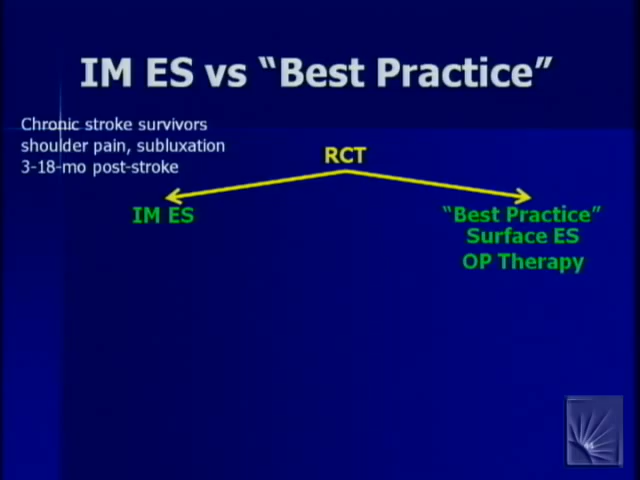 IM ES vs “Best Practice”
Chronic stroke survivors
shoulder pain, subluxation
3-18-mo post-stroke
RCT
IM ES
“Best Practice”
Surface ES
OP Therapy